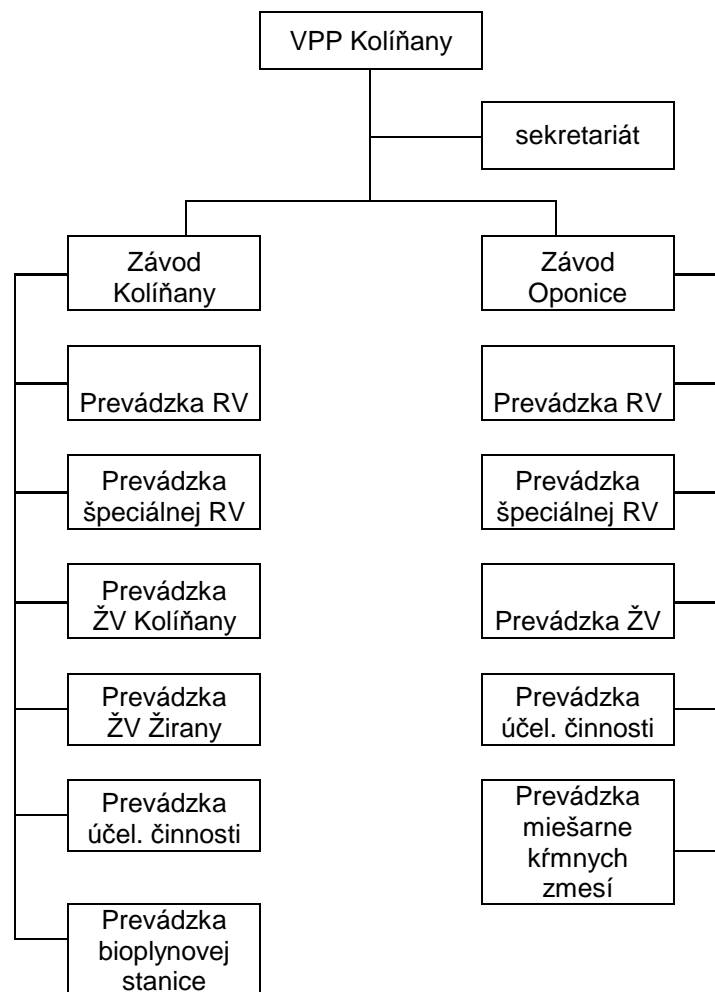 VPP Kolíňany
sekretariát
Závod
Kolíňany
Prevádzka RV
Prevádzka
špeciálnej RV
Prevádzka
ŽV Kolíňany
Prevádzka
ŽV Žirany
Prevádzka
účel. činnosti
Prevádzka
bioplynovej
stanice
Závod
Oponice
Prevádzka RV
Prevádzka
špeciálnej RV
Prevádzka ŽV
Prevádzka
účel. činnosti
Prevádzka
miešarne
kŕmnych
zmesí